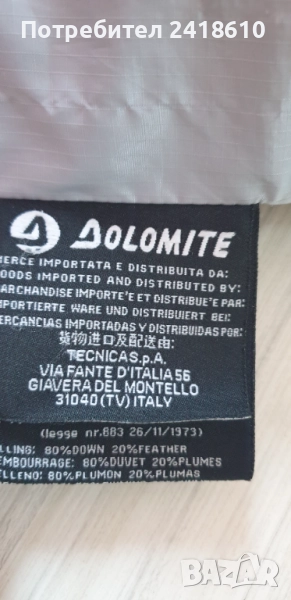 Потребител 2418610
DOLOMITE
MERCE IMPORTATA E DISTRIBUITA DA:
GOODS IMPORTED AND DISTRIBUTED BY:
MARCHANDISE IMPORTE'E ET DISTRIBUE'E PAR:
IMPORTIERTE WARE UND DISTRIBUIERT BEI:
MERCANCIAS IMPORTADAS Y DISTRIBUIDAS POR:
貨物进口及配送由:
TECNICA S.p.A.
VIA FANTE D'ITALIA 56
GIAVERA DEL MONTELLO
31040 (TV) ITALY
(legge nr.883 26/11/1973)
LLING: 80%DOWN 20%FEATHER
EMBOURRAGE: 80%DUVET 20%PLUMES
ELLENO: 80%PLUMON 20%PLUMAS
BAZAR